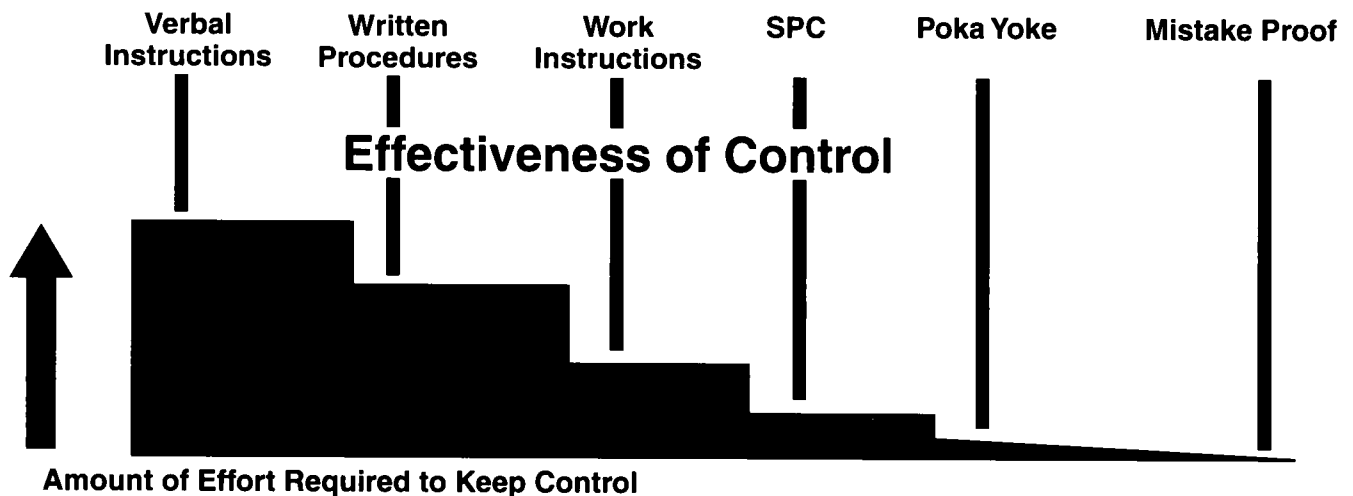 Verbal
Instructions
Written
Procedures
Work
Instructions
SPC
Poka Yoke
Mistake Proof
Effectiveness of Control
Amount of Effort Required to Keep Control